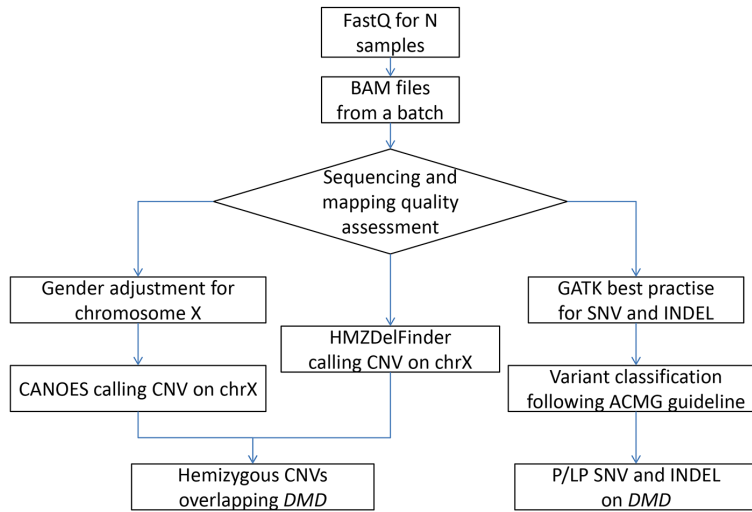 FastQ for N
samples
BAM files
from a batch
Sequencing and
mapping quality
assessment
Gender adjustment for
chromosome X
HMZDelFinder
calling CNV on chrX
GATK best practise
for SNV and INDEL
CANOES calling CNV on chrX
Variant classification
following ACMG guideline
Hemizygous CNVs
overlapping DMD
P/LP SNV and INDEL
on DMD